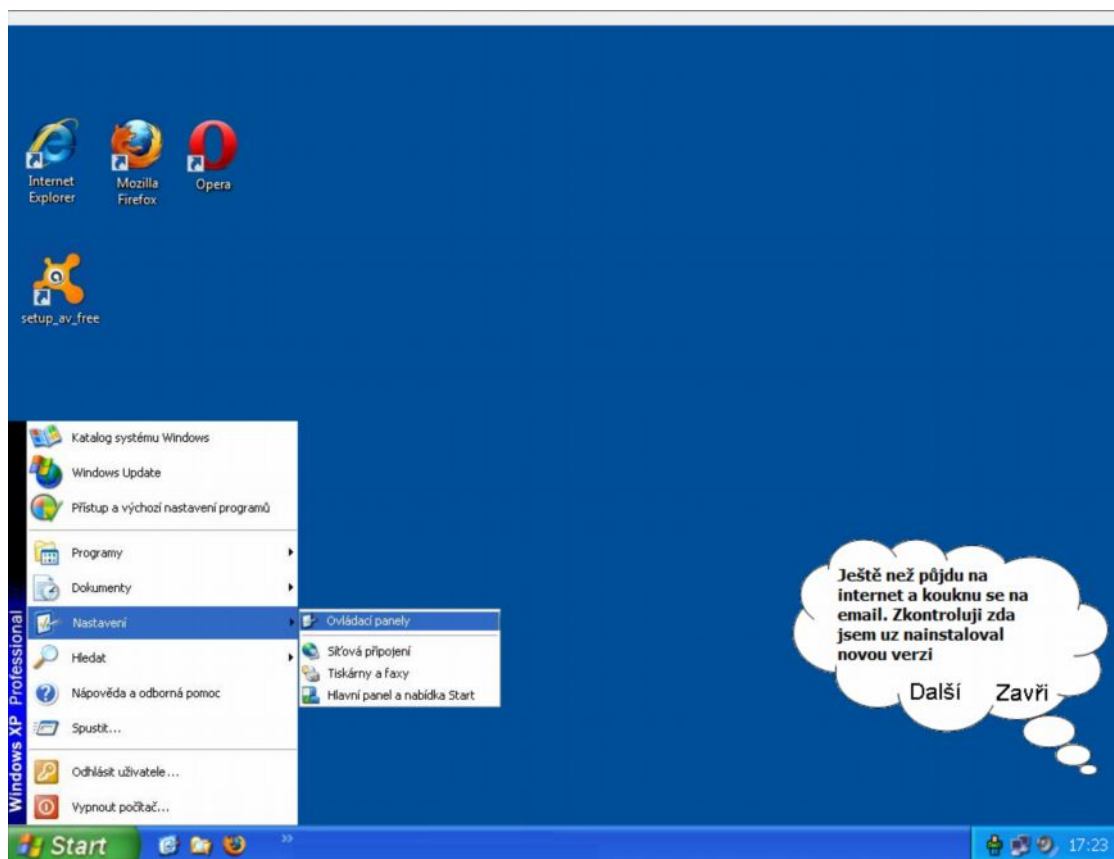 Internet
Explorer
Mozilla
Firefox
Opera
setup_av_free
Katalog systému Windows
Windows Update
Přístup a výchozí nastavení programů
Programy
Dokumenty
Nastavení
Hledat
Nápověda a odborná pomoc
Spustit...
Odhlásit uživatele...
Vypnout počítač...
Windows XP Professional
Ovládací panely
Síťová připojení
Tiskárny a faxy
Hlavní panel a nabídka Start
Ještě než půjdu na
internet a kouknu se na
email. Zkontroluji zda
jsem uz nainstaloval
novou verzi
Další Zavři
Start
17:23